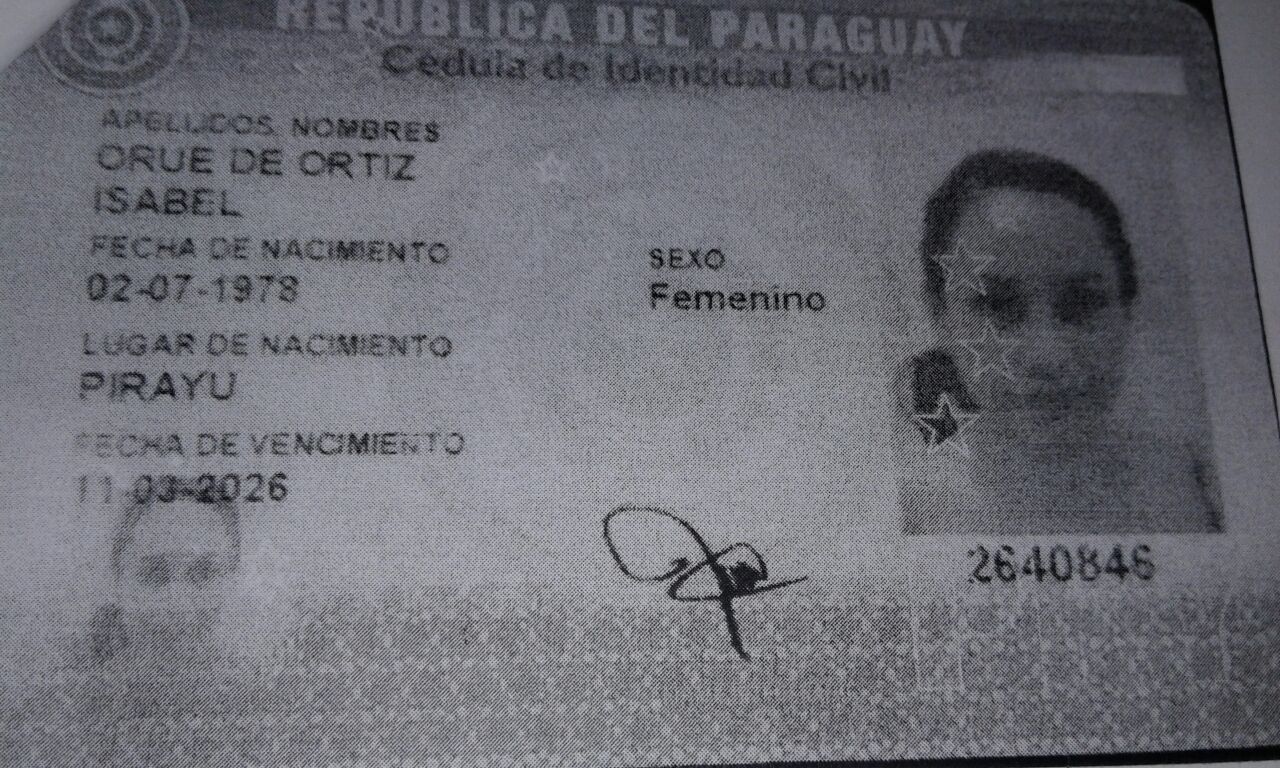 REPUBLICA DEL PARAGUAY
Cedula de Identidad Civil
APELLIDOS, NOMBRES
ORUE DE ORTIZ
ISABEL
FECHA DE NACIMIENTO
02-07-1978
SEXO
Femenino
LUGAR DE NACIMIENTO
PIRAYU
FECHA DE VENCIMIENTO
11-03-2026
2640846